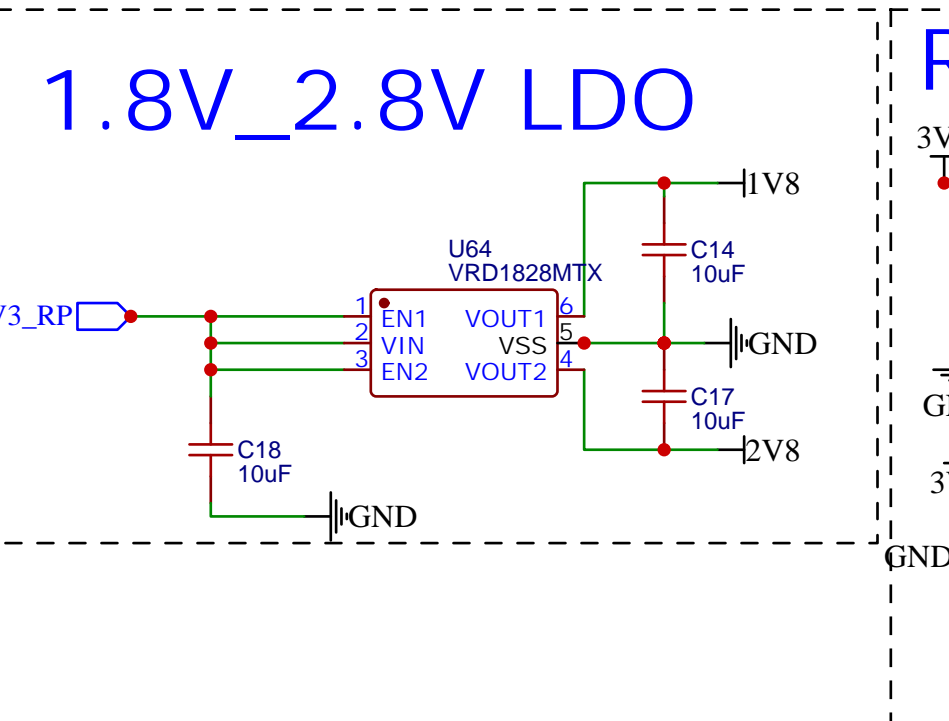 1.8V_2.8V LDO
3V
1V8
U64
VRD1828MTX
C14
10uF
V3_RP
1
EN1
VOUT1
6
2
VIN
VSS
5
GND
3
EN2
VOUT2
4
C17
10uF
2V8
C18
10uF
GND
GND